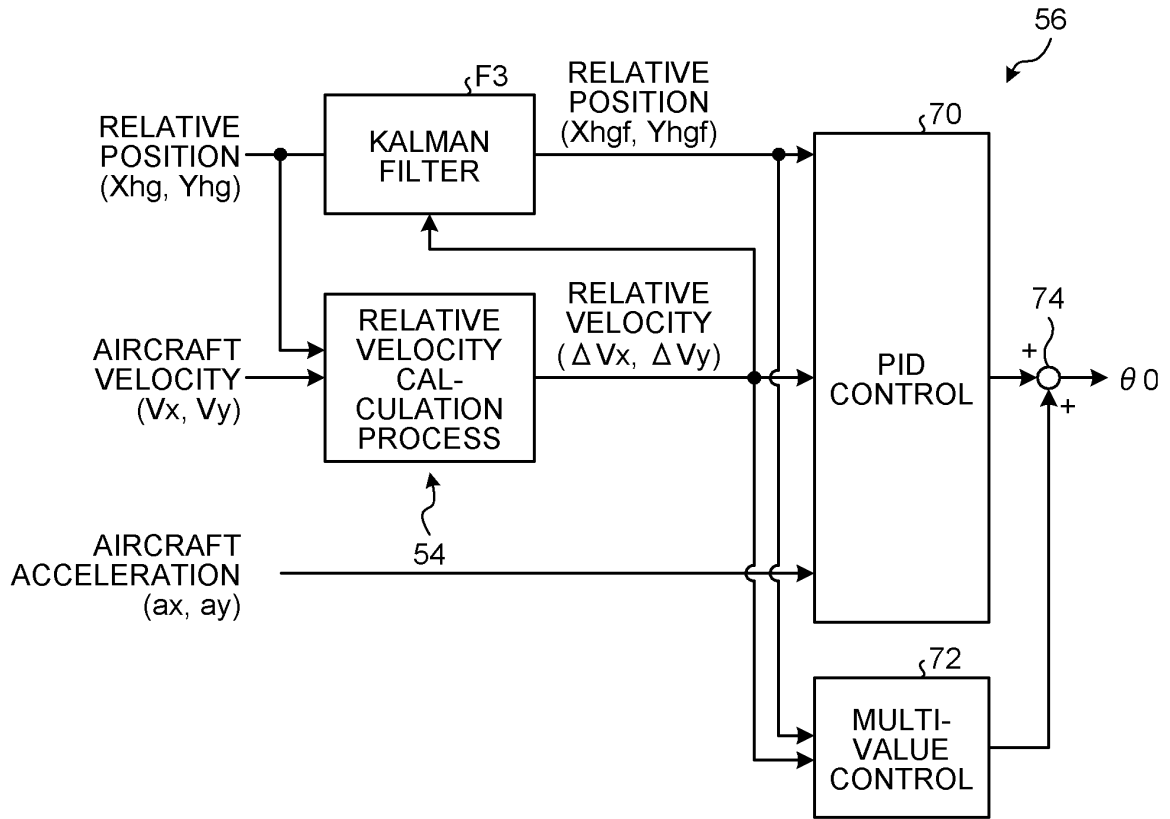 56
F3
RELATIVE
POSITION
(Xhg, Yhg)
KALMAN
FILTER
RELATIVE
POSITION
(Xhgf, Yhgf)
70
AIRCRAFT
VELOCITY
(Vx, Vy)
RELATIVE
VELOCITY
CAL-
CULATION
PROCESS
RELATIVE
VELOCITY
(ΔVx, ΔVy)
PID
CONTROL
74
+
+
θ0
54
AIRCRAFT
ACCELERATION
(ax, ay)
72
MULTI-
VALUE
CONTROL